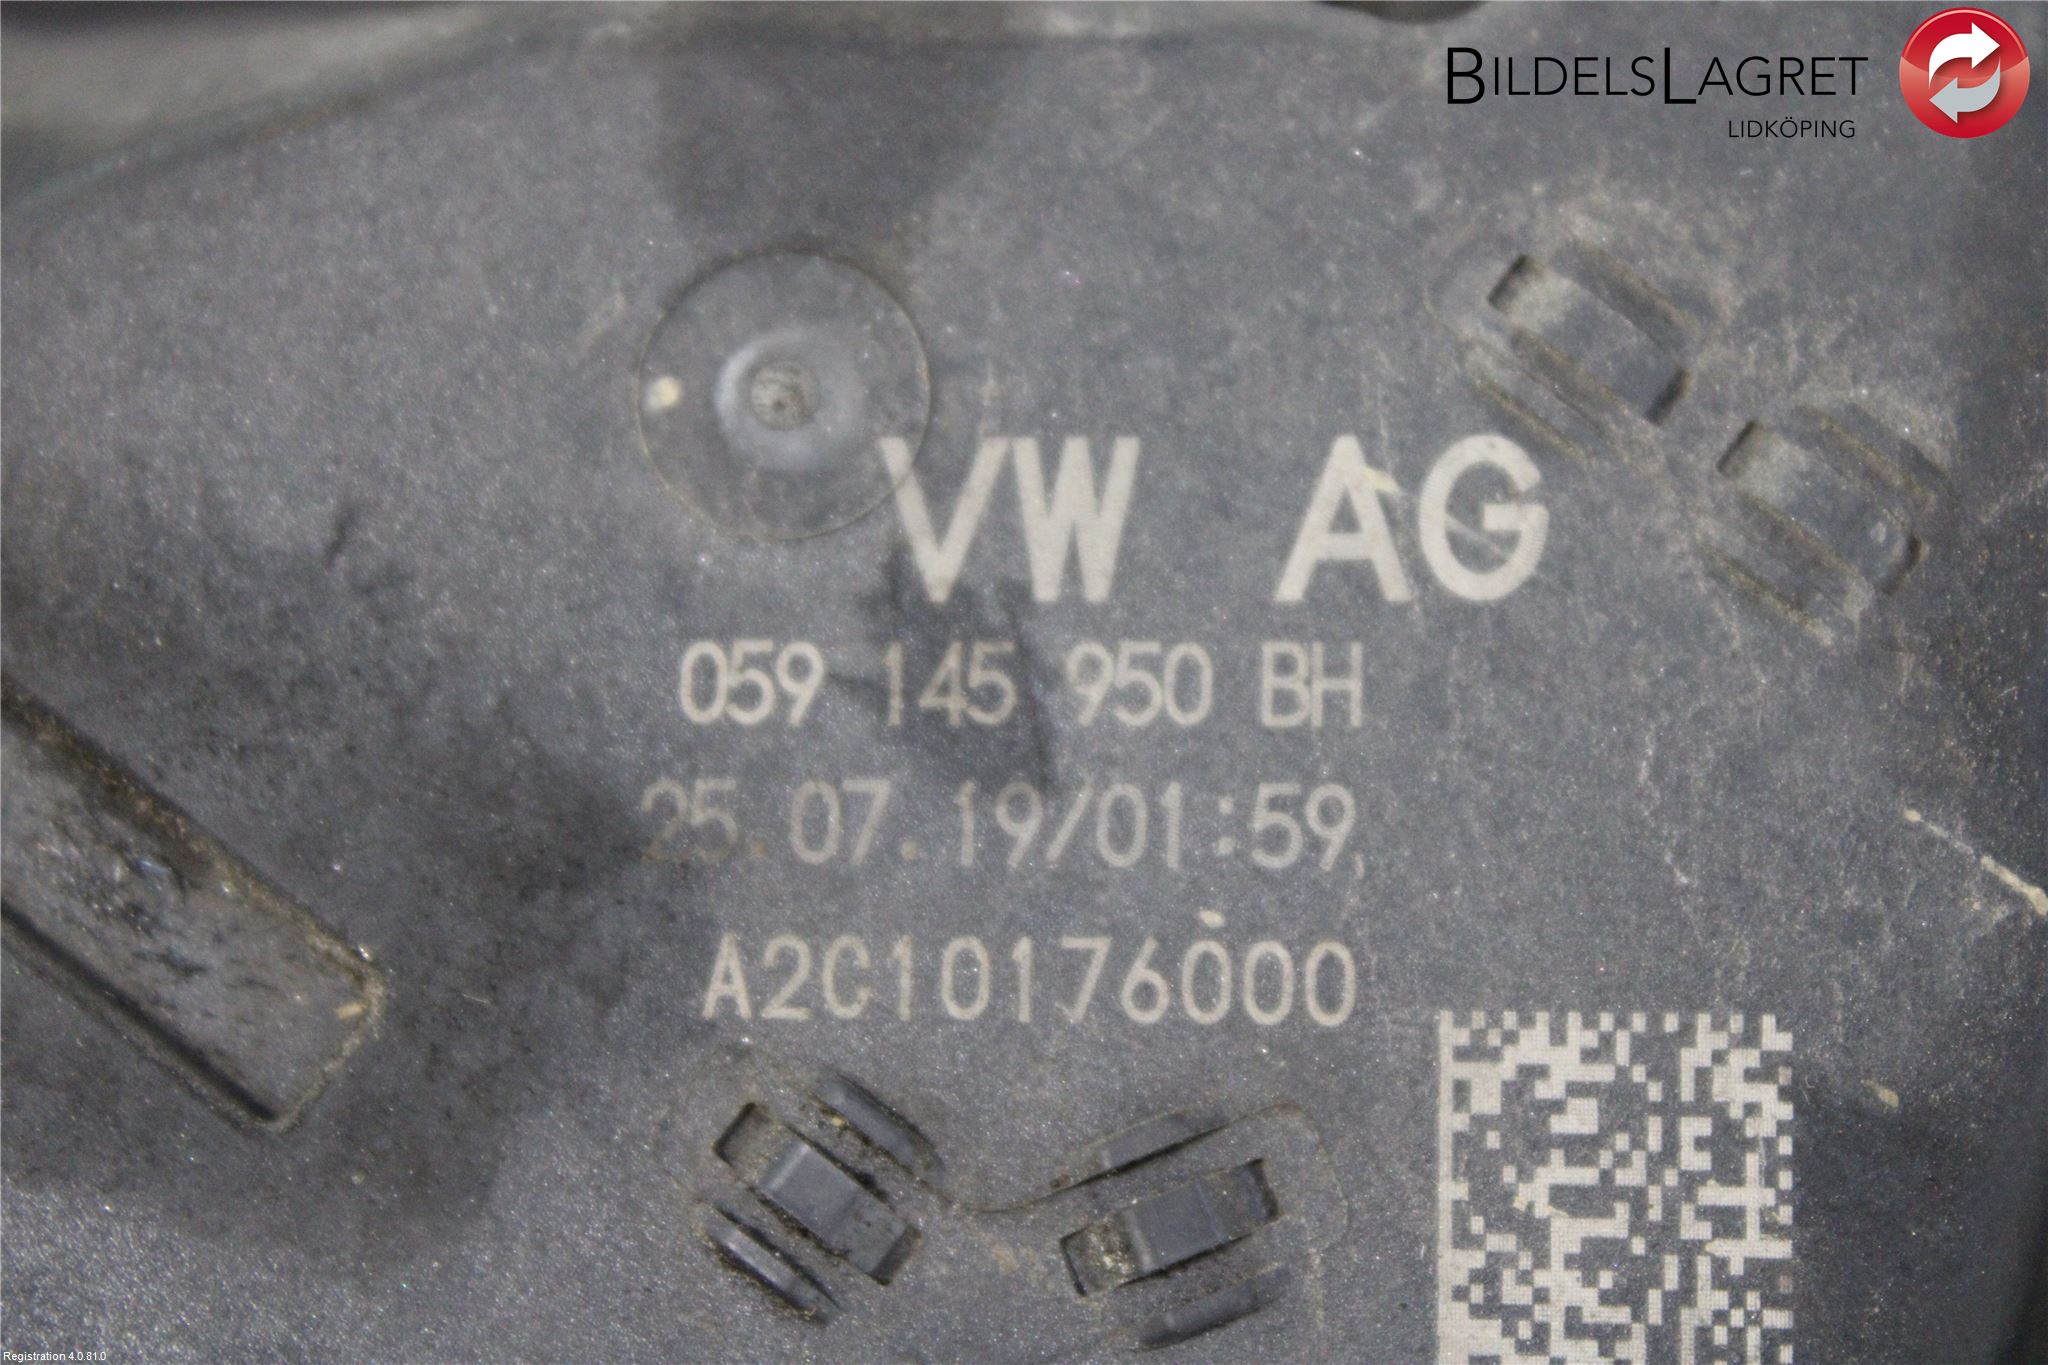 BILDELSLAGRET
LIDKÖPING
VW AG
059 145 950 BH
25.07.19/01:59
A2C10176000
Registration 4.0.81.0